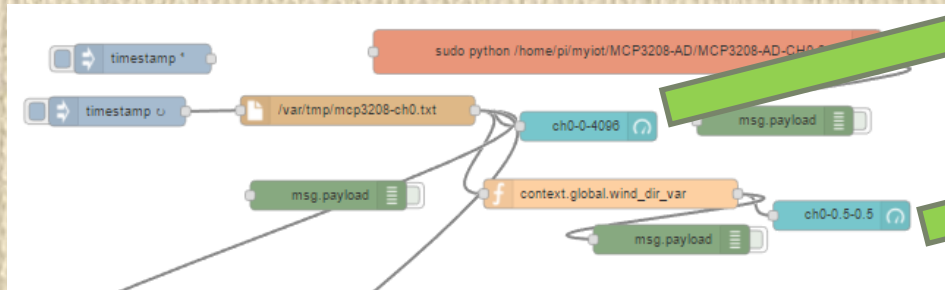 timestamp *
sudo python /home/pi/myiot/MCP3208-AD/MCP3208-AD-CH0
timestamp ↻
/var/tmp/mcp3208-ch0.txt
ch0-0-4096
msg.payload
msg.payload
context.global.wind_dir_var
ch0-0.5-0.5
msg.payload